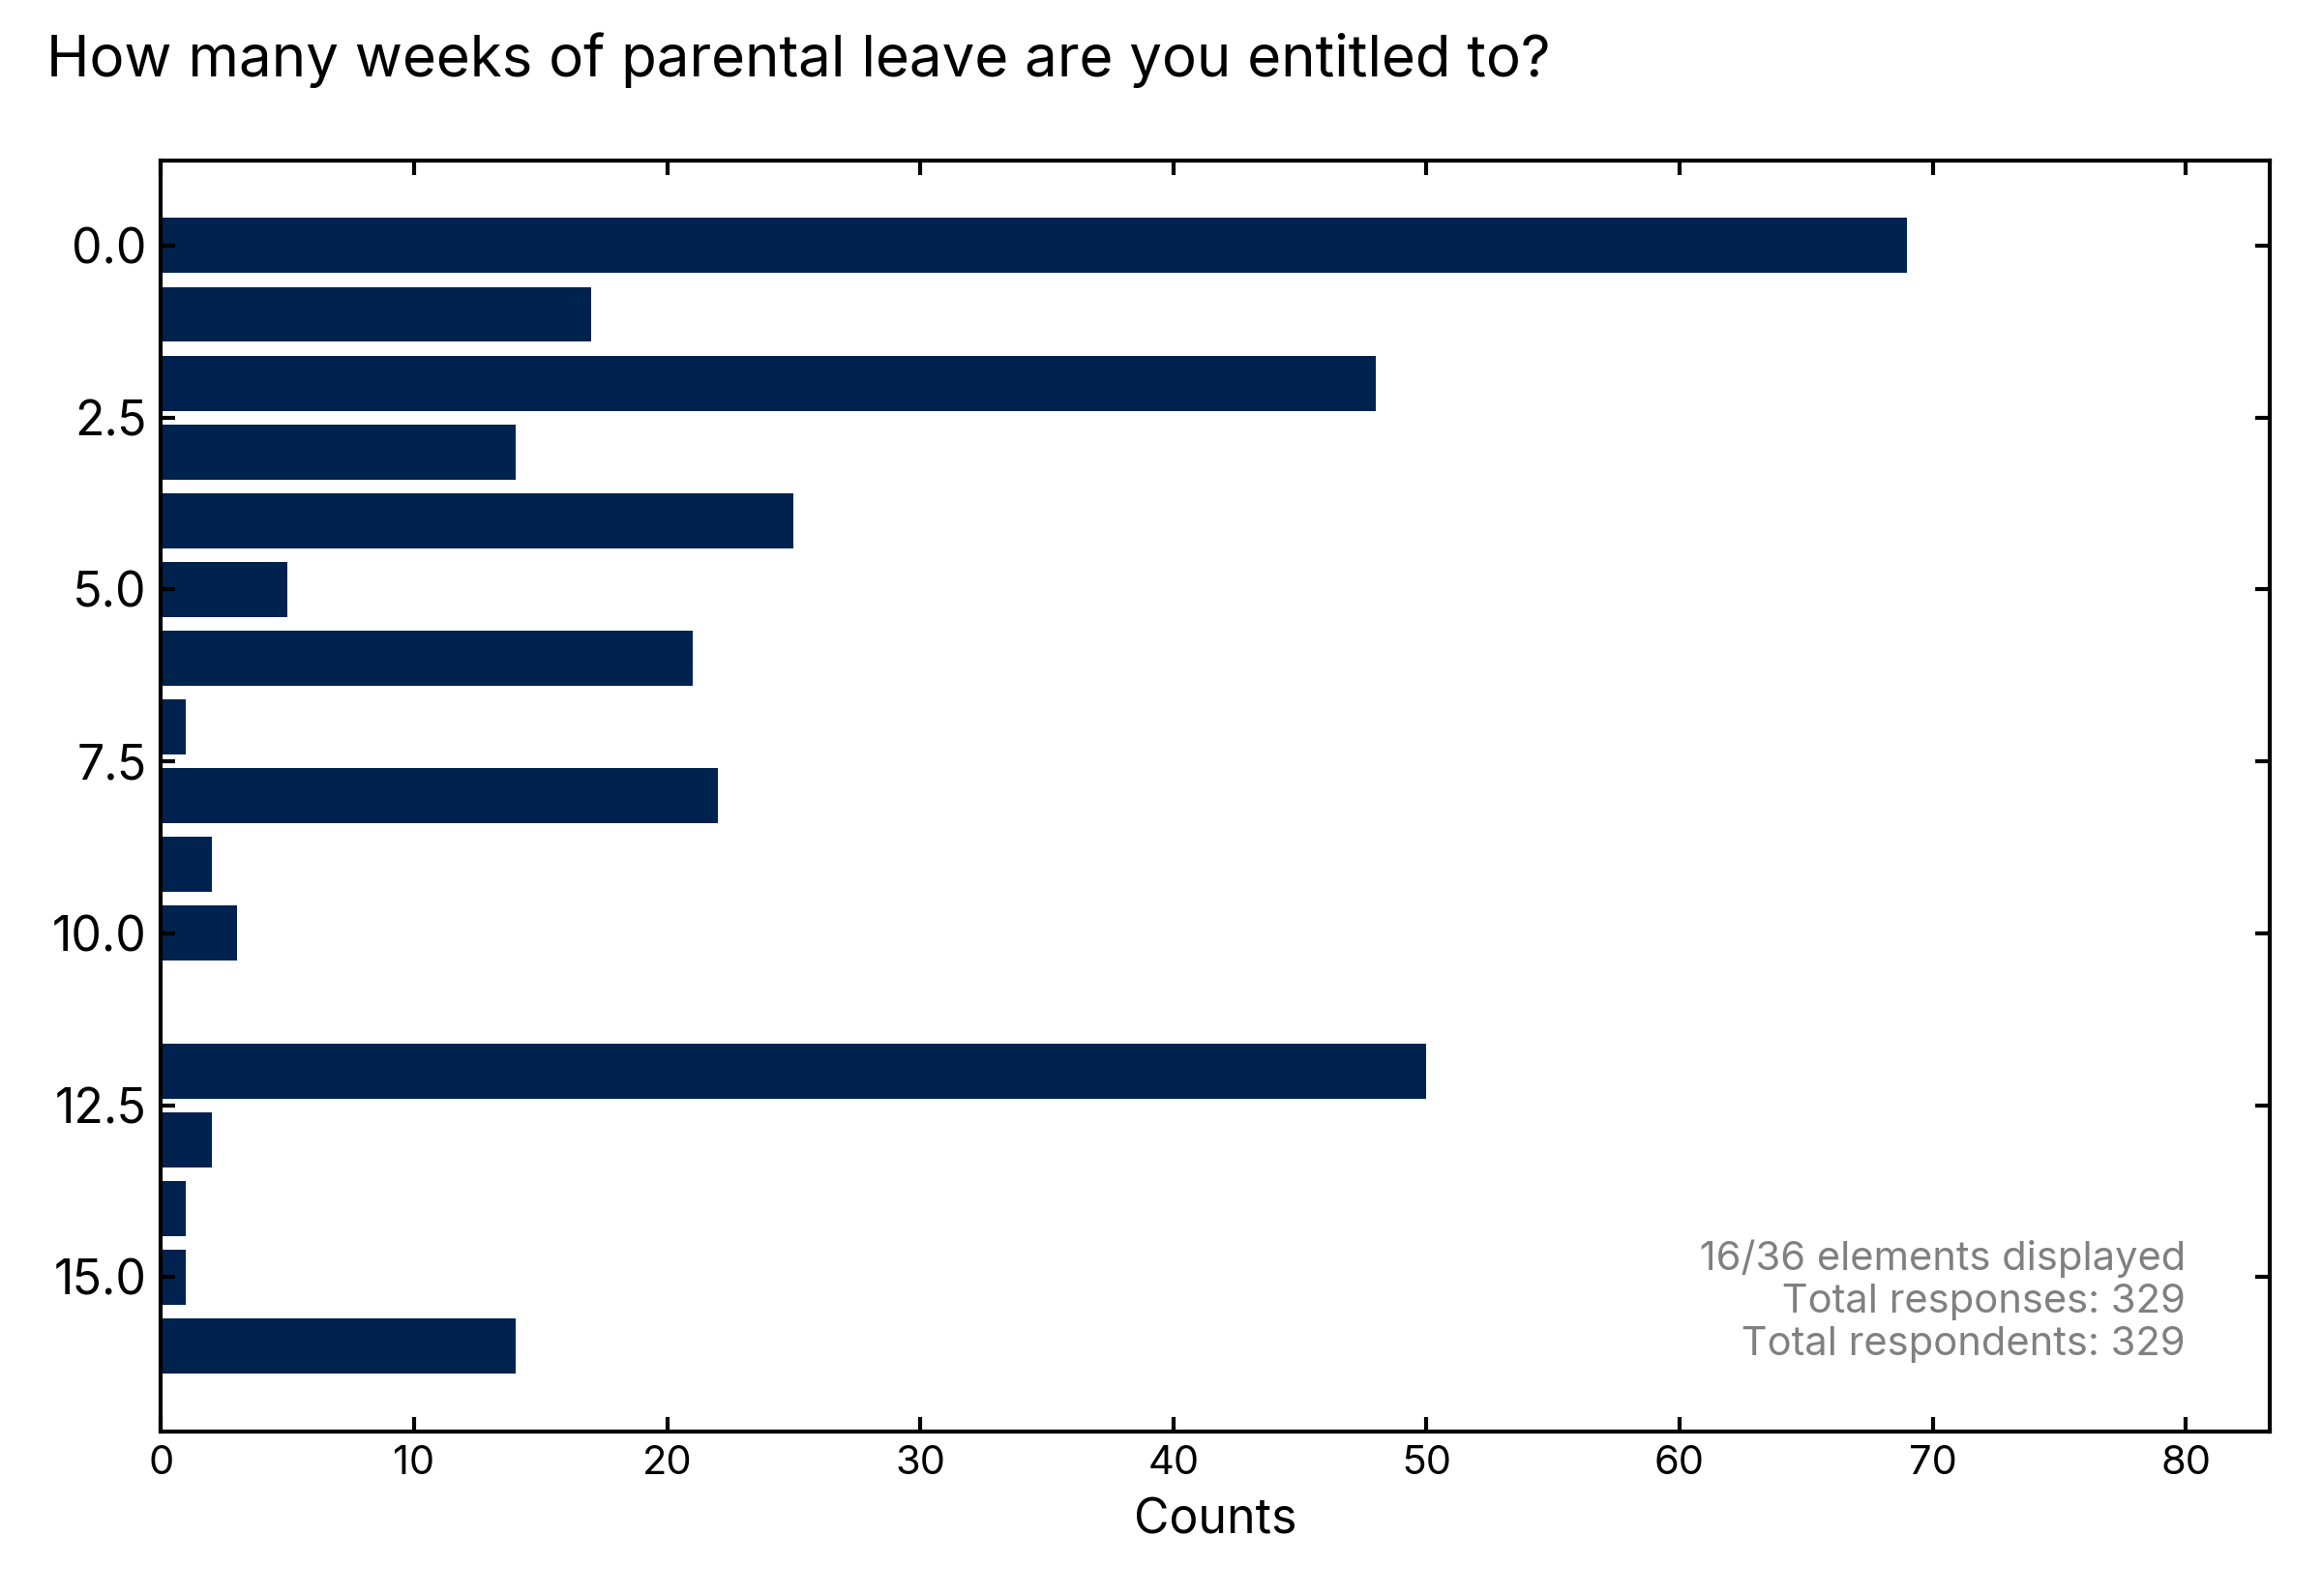 How many weeks of parental leave are you entitled to?
0.0
2.5
5.0
7.5
10.0
12.5
15.0
16/36 elements displayed
Total responses: 329
Total respondents: 329
0 10 20 30 40 50 60 70 80
Counts